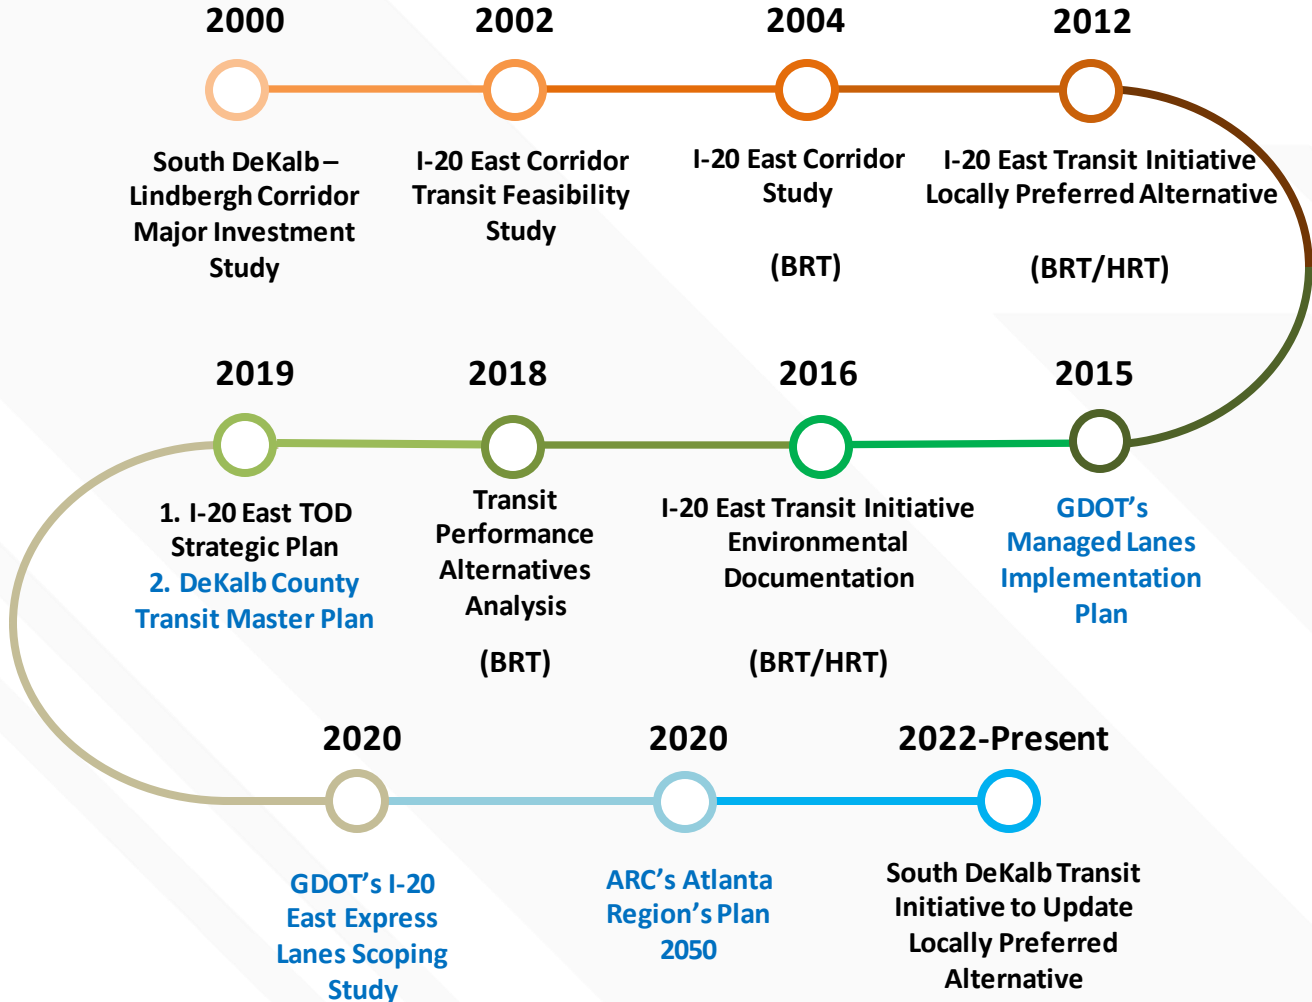 2000
South DeKalb –
Lindbergh Corridor
Major Investment
Study
2002
I-20 East Corridor
Transit Feasibility
Study
2004
I-20 East Corridor
Study
(BRT)
2012
I-20 East Transit Initiative
Locally Preferred Alternative
(BRT/HRT)
2015
GDOT’s
Managed Lanes
Implementation
Plan
2016
I-20 East Transit Initiative
Environmental
Documentation
(BRT/HRT)
2018
Transit
Performance
Alternatives
Analysis
(BRT)
2019
1. I-20 East TOD
Strategic Plan
2. DeKalb County
Transit Master Plan
2020
GDOT’s I-20
East Express
Lanes Scoping
Study
2020
ARC’s Atlanta
Region’s Plan
2050
2022-Present
South DeKalb Transit
Initiative to Update
Locally Preferred
Alternative